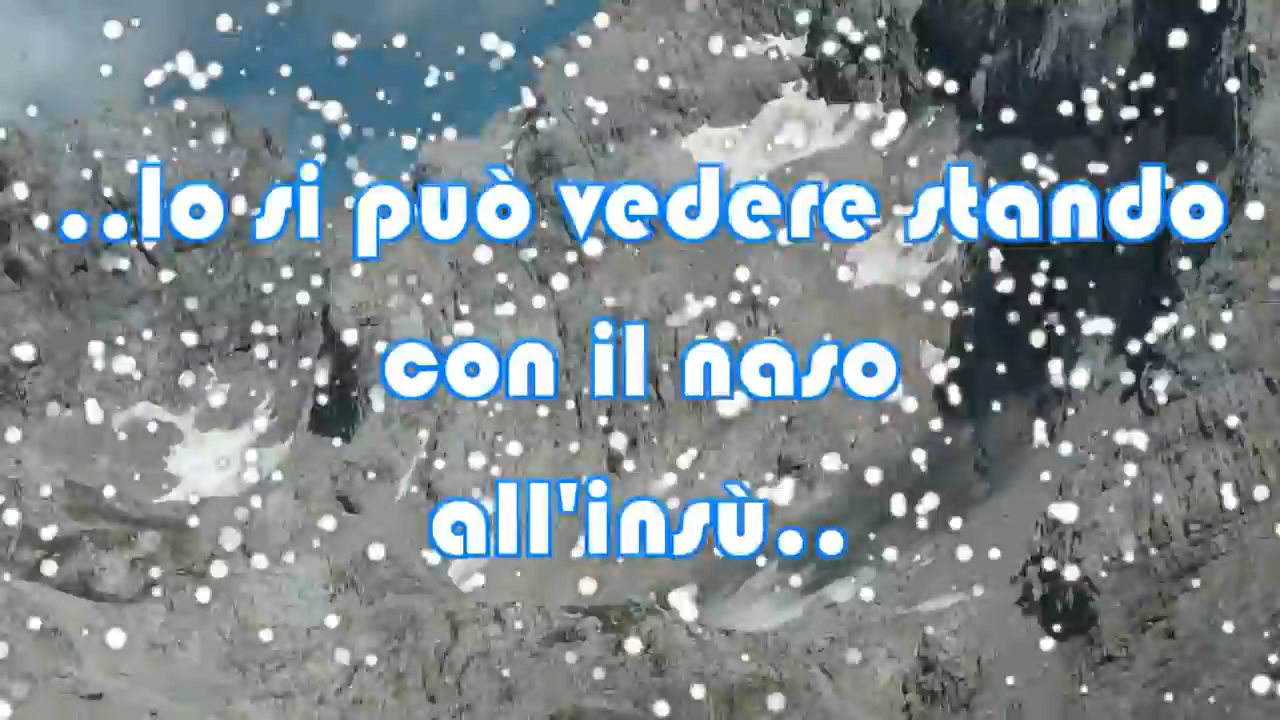 ..lo si può vedere stando
con il naso
all'insù..